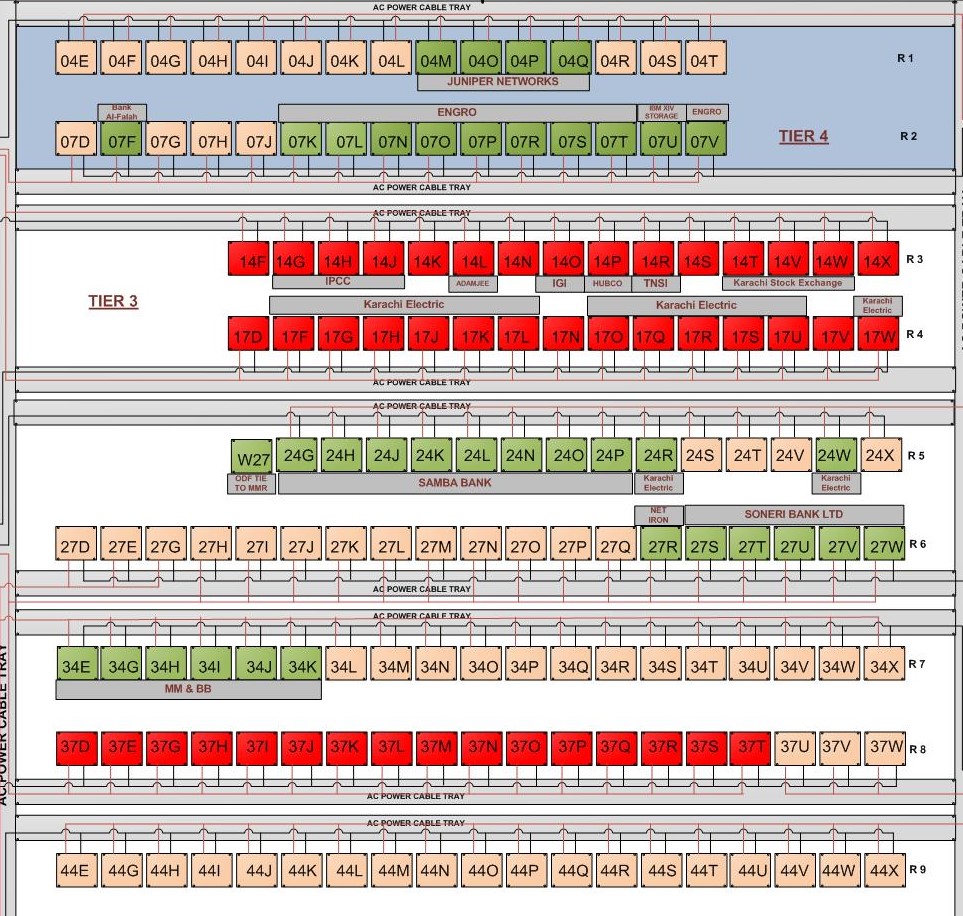 AC POWER CABLE TRAY
04E 04F 04G 04H 04I 04J 04K 04L 04M 04O 04P 04Q 04R 04S 04T R 1
JUNIPER NETWORKS
Bank Al-Falah ENGRO IBM XIV STORAGE ENGRO
07D 07F 07G 07H 07J 07K 07L 07N 07O 07P 07R 07S 07T 07U 07V TIER 4 R 2
AC POWER CABLE TRAY
AC POWER CABLE TRAY
14F 14G 14H 14J 14K 14L 14N 14O 14P 14R 14S 14T 14V 14W 14X R 3
IPCC ADAMJEE IGI HUBCO TNSI Karachi Stock Exchange
TIER 3
Karachi Electric Karachi Electric Karachi Electric
17D 17F 17G 17H 17J 17K 17L 17N 17O 17Q 17R 17S 17U 17V 17W R 4
AC POWER CABLE TRAY
AC POWER CABLE TRAY
W27 24G 24H 24J 24K 24L 24N 24O 24P 24R 24S 24T 24V 24W 24X R 5
ODF TIE TO MMR SAMBA BANK Karachi Electric Karachi Electric
NET IRON SONERI BANK LTD
27D 27E 27G 27H 27I 27J 27K 27L 27M 27N 27O 27P 27Q 27R 27S 27T 27U 27V 27W R 6
AC POWER CABLE TRAY
AC POWER CABLE TRAY
34E 34G 34H 34I 34J 34K 34L 34M 34N 34O 34P 34Q 34R 34S 34T 34U 34V 34W 34X R 7
MM & BB
37D 37E 37G 37H 37I 37J 37K 37L 37M 37N 37O 37P 37Q 37R 37S 37T 37U 37V 37W R 8
AC POWER CABLE TRAY
AC POWER CABLE TRAY
AC POWER CABLE TRAY
44E 44G 44H 44I 44J 44K 44L 44M 44N 44O 44P 44Q 44R 44S 44T 44U 44V 44W 44X R 9